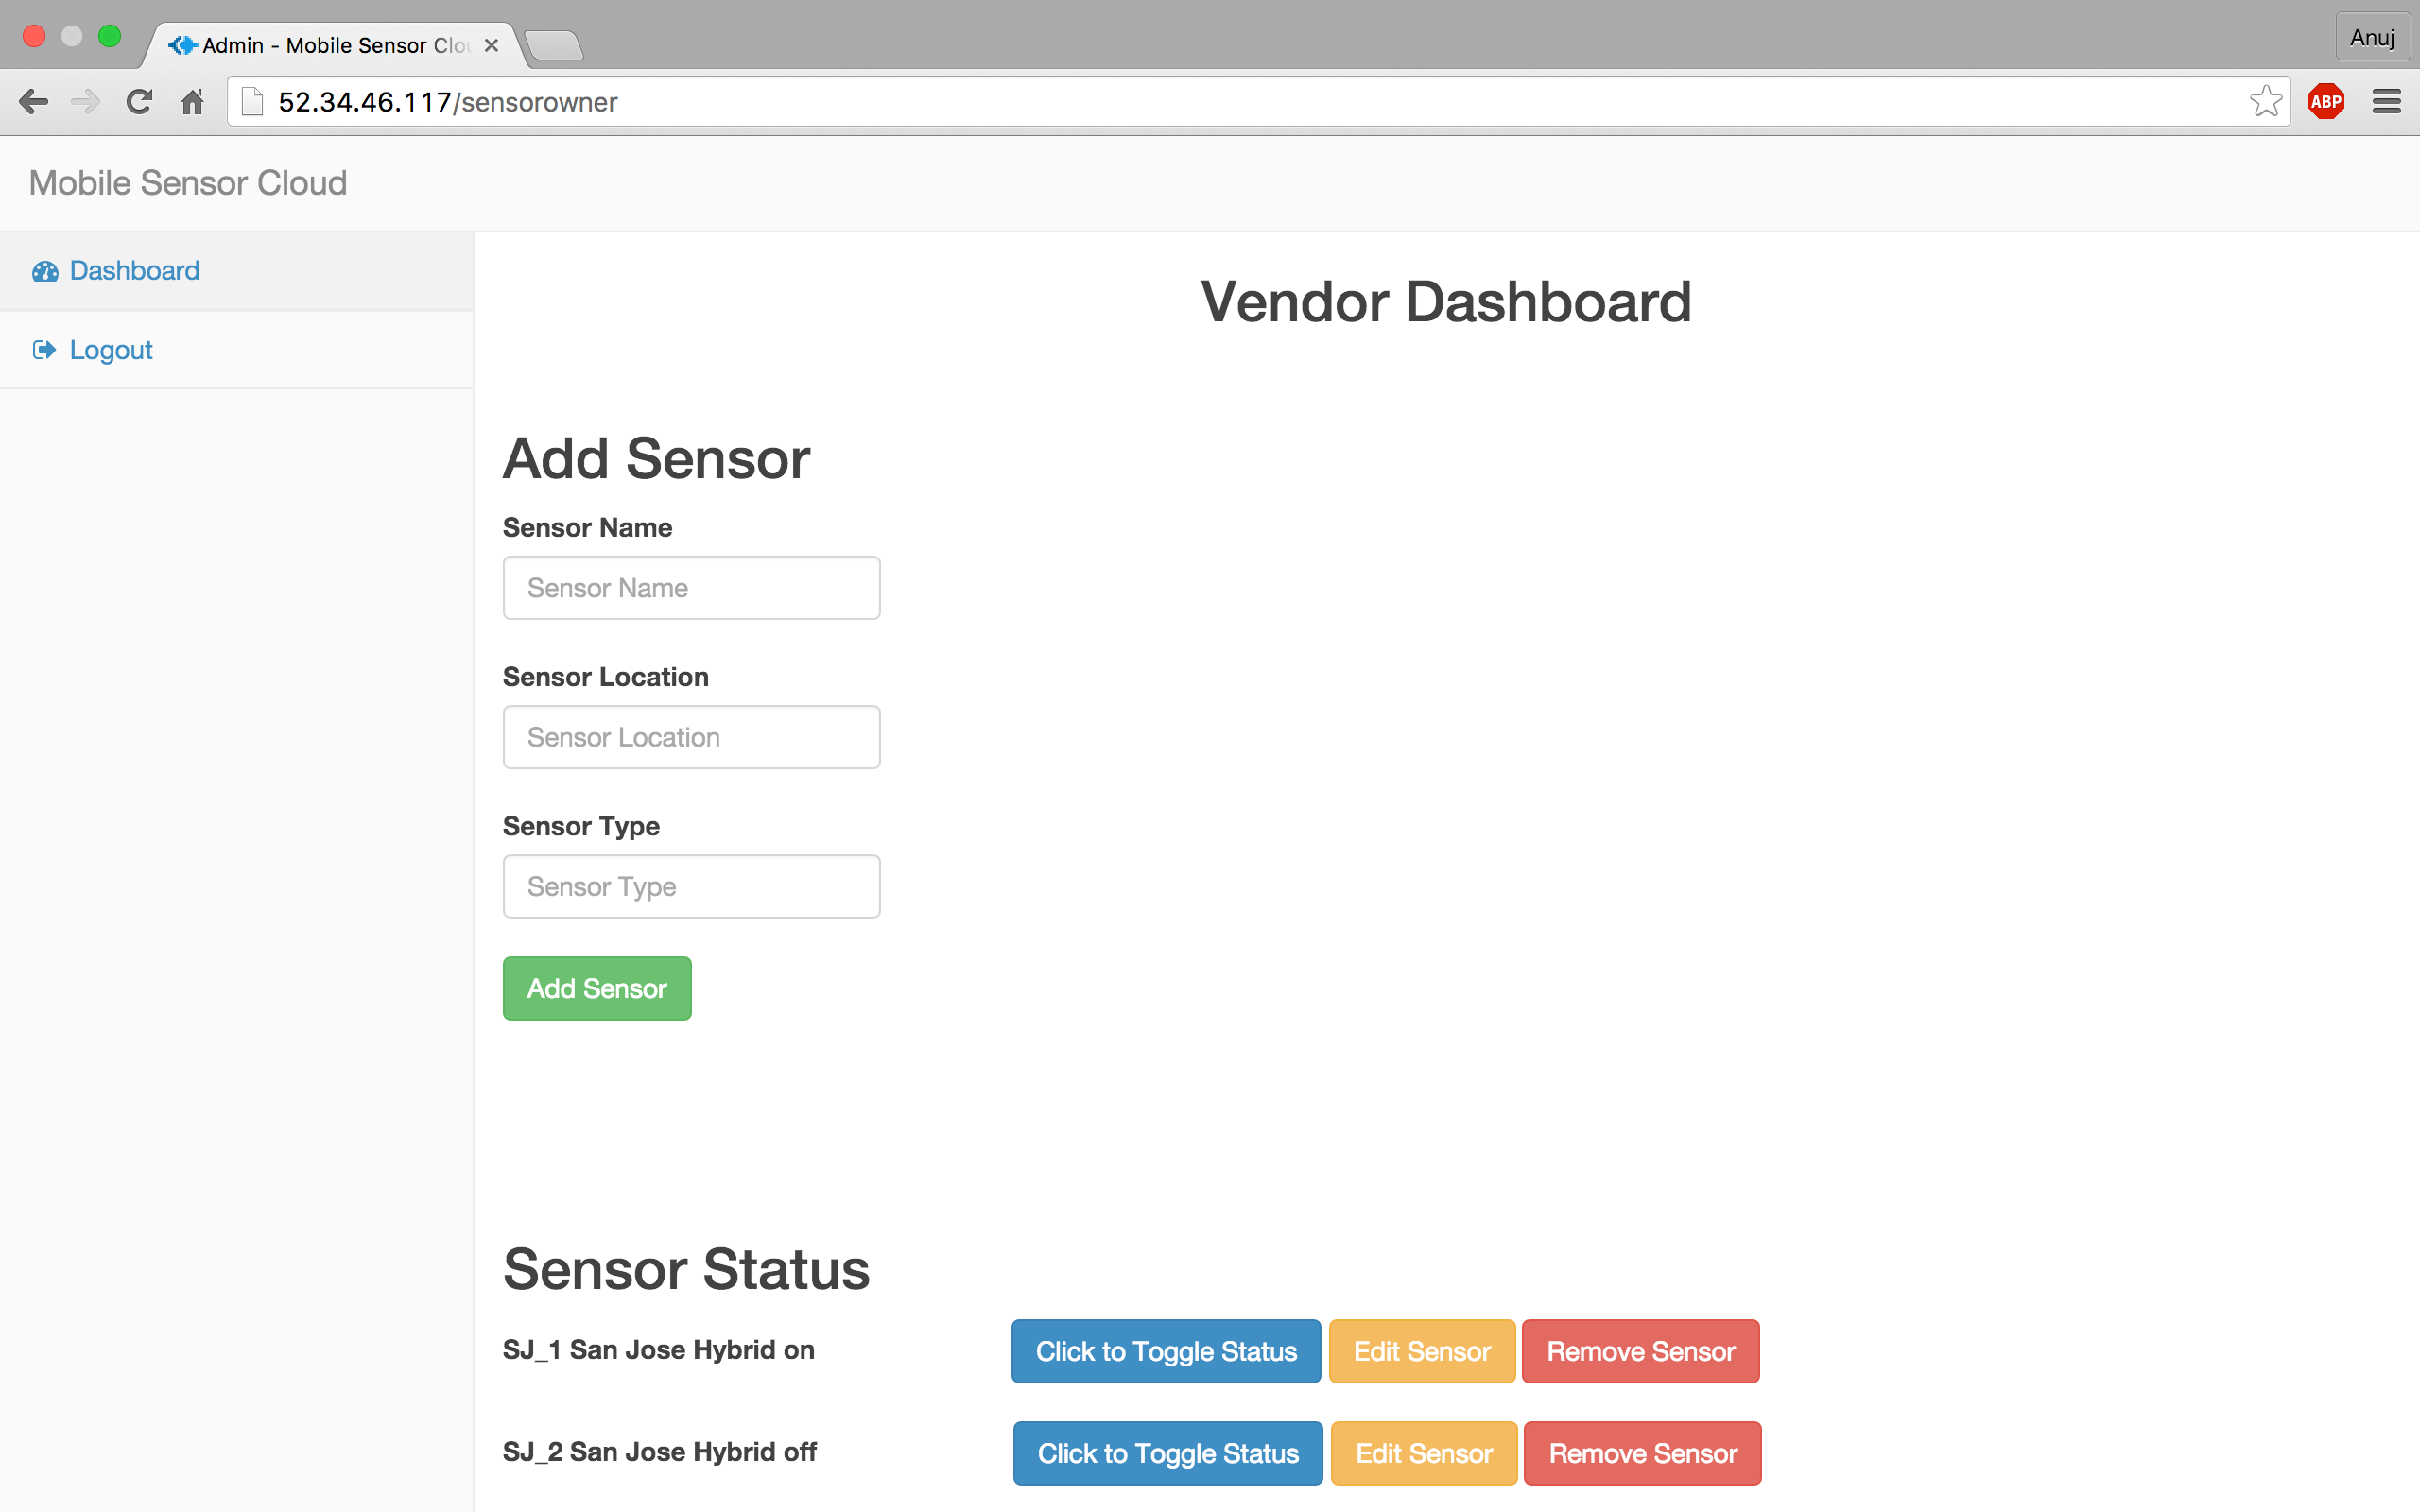 Admin - Mobile Sensor Clou
Anuj
52.34.46.117/sensorowner
ABP
Mobile Sensor Cloud
Dashboard
Logout
Vendor Dashboard
Add Sensor
Sensor Name
Sensor Name
Sensor Location
Sensor Location
Sensor Type
Sensor Type
Add Sensor
Sensor Status
SJ_1 San Jose Hybrid on Click to Toggle Status Edit Sensor Remove Sensor
SJ_2 San Jose Hybrid off Click to Toggle Status Edit Sensor Remove Sensor